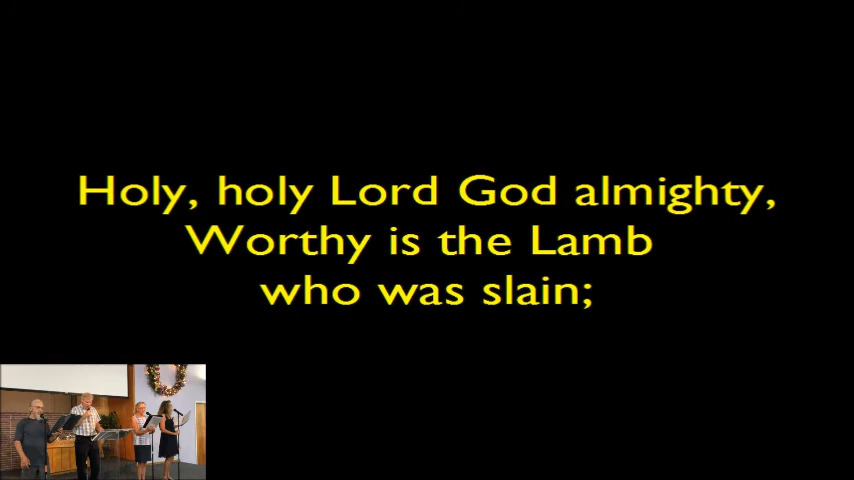 Holy, holy Lord God almighty,
Worthy is the Lamb
who was slain;